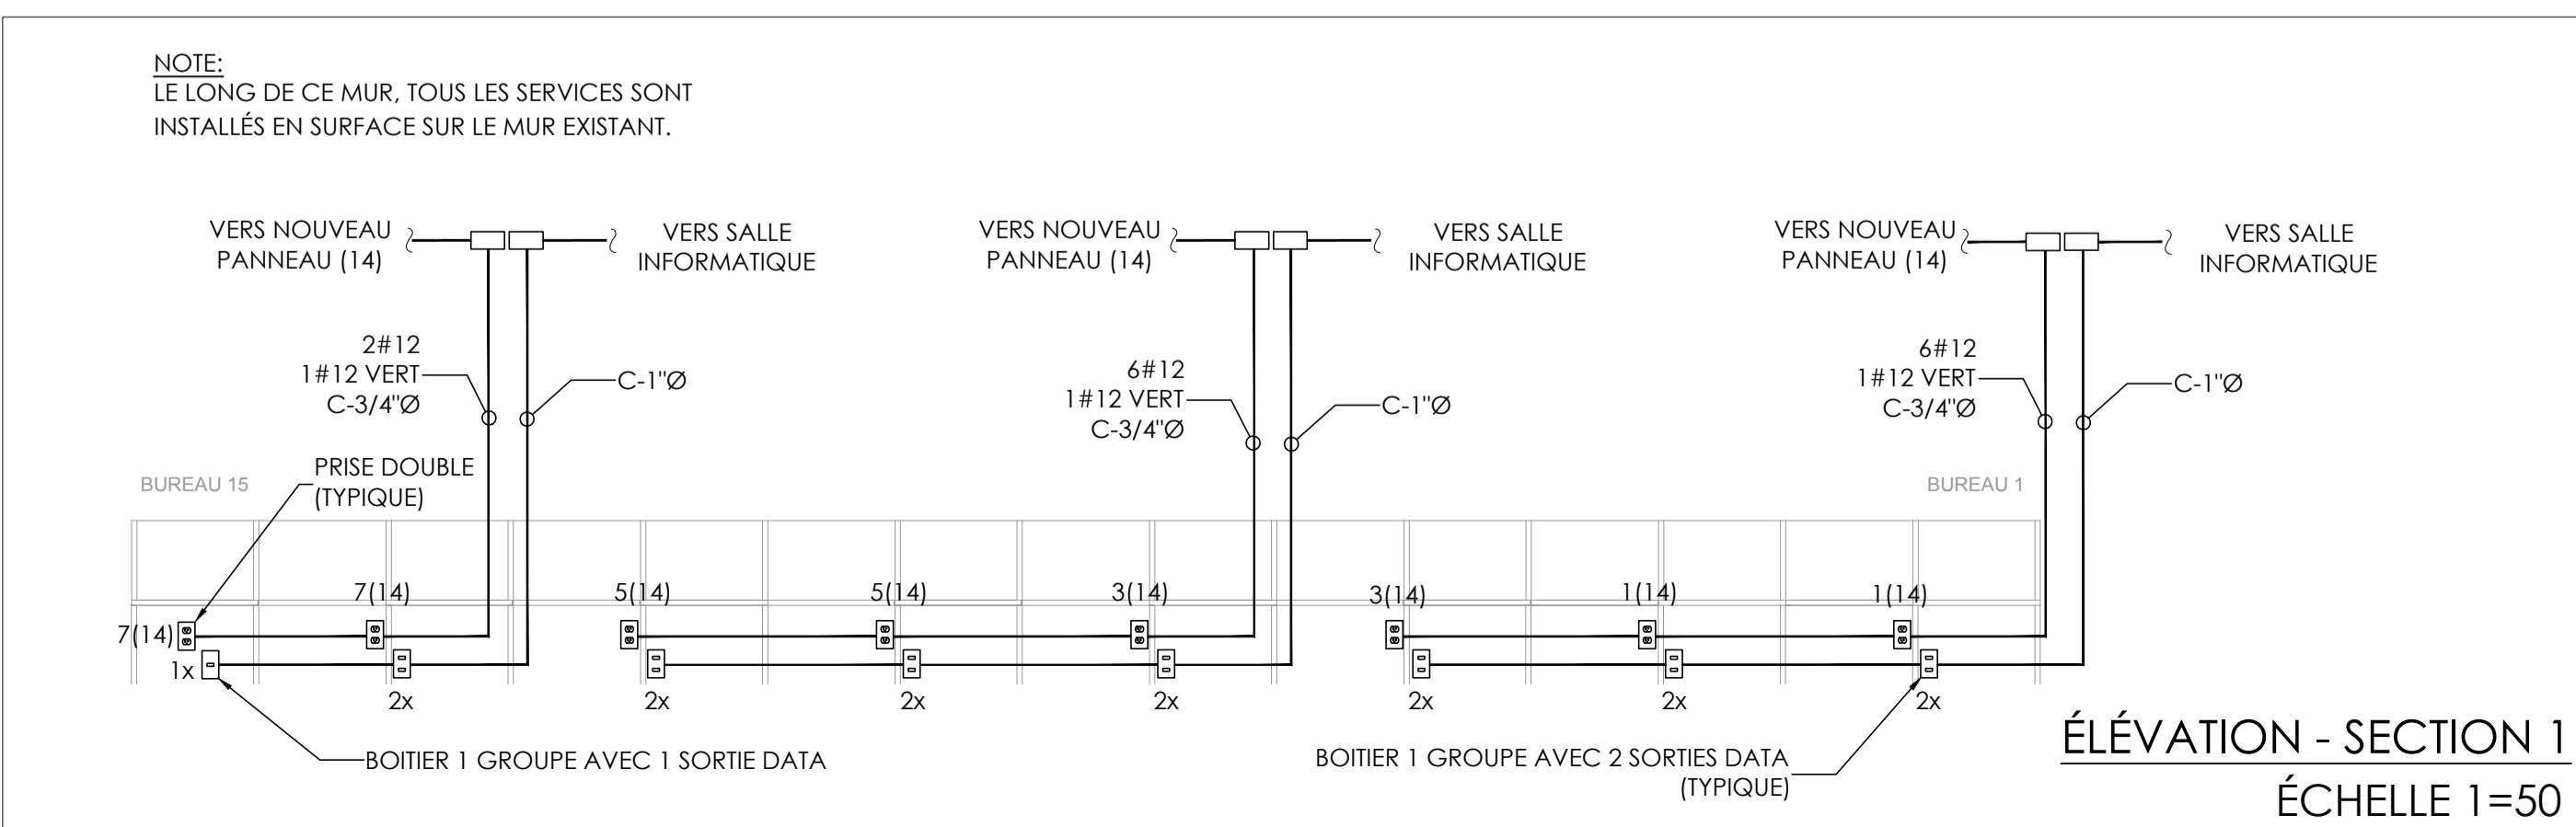 NOTE:
LE LONG DE CE MUR, TOUS LES SERVICES SONT
INSTALLÉS EN SURFACE SUR LE MUR EXISTANT.
VERS NOUVEAU
PANNEAU (14)
VERS SALLE
INFORMATIQUE
VERS NOUVEAU
PANNEAU (14)
VERS SALLE
INFORMATIQUE
VERS NOUVEAU
PANNEAU (14)
VERS SALLE
INFORMATIQUE
2#12
1#12 VERT
C-3/4"Ø
C-1"Ø
6#12
1#12 VERT
C-3/4"Ø
C-1"Ø
6#12
1#12 VERT
C-3/4"Ø
C-1"Ø
BUREAU 15
PRISE DOUBLE
(TYPIQUE)
BUREAU 1
7(14)
7(14)
5(14)
5(14)
3(14)
3(14)
1(14)
1(14)
1x
2x
2x
2x
2x
2x
2x
2x
BOITIER 1 GROUPE AVEC 1 SORTIE DATA
BOITIER 1 GROUPE AVEC 2 SORTIES DATA
(TYPIQUE)
ÉLÉVATION - SECTION 1
ÉCHELLE 1=50